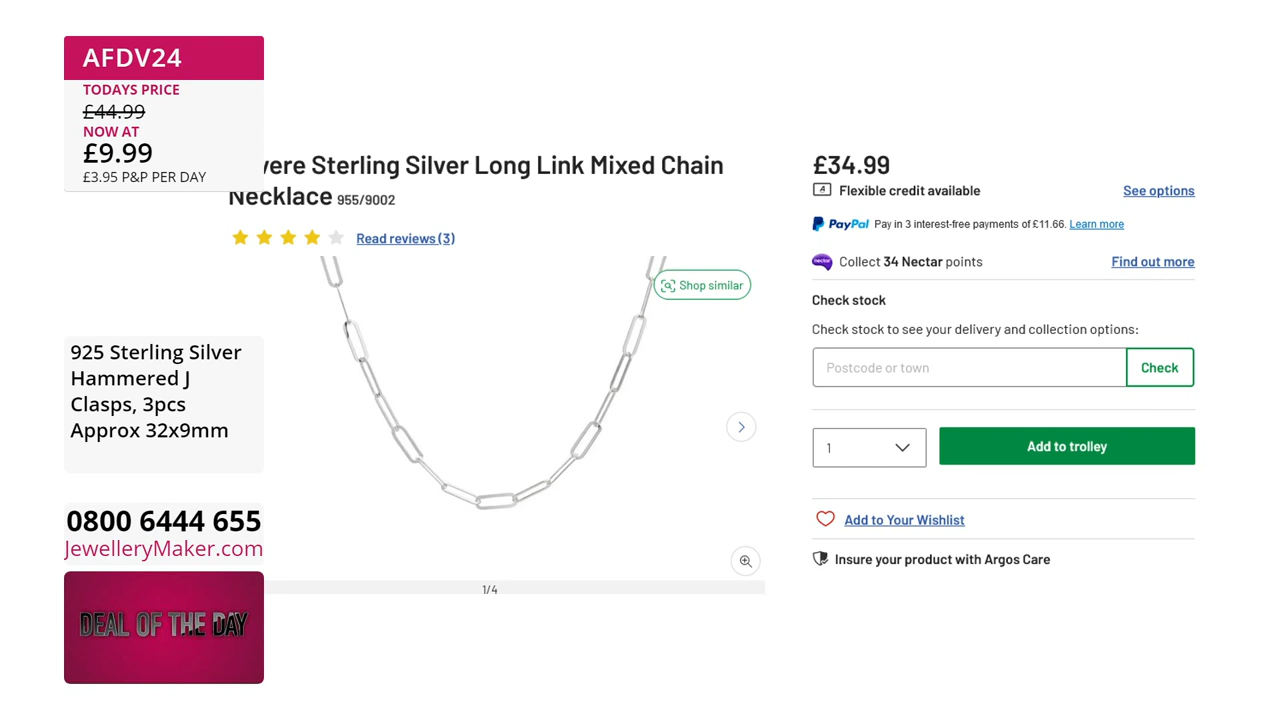 AFDV24
TODAYS PRICE
£44.99
NOW AT
£9.99
£3.95 P&P PER DAY
925 Sterling Silver
Hammered J
Clasps, 3pcs
Approx 32x9mm
0800 6444 655
JewelleryMaker.com
DEAL OF THE DAY
Sterling Silver Long Link Mixed Chain
Necklace 955/9002
Read reviews (3)
Shop similar
1/4
£34.99
Flexible credit available See options
PayPal Pay in 3 interest-free payments of £11.66. Learn more
nectar Collect 34 Nectar points Find out more
Check stock
Check stock to see your delivery and collection options:
Postcode or town Check
1 Add to trolley
Add to Your Wishlist
Insure your product with Argos Care